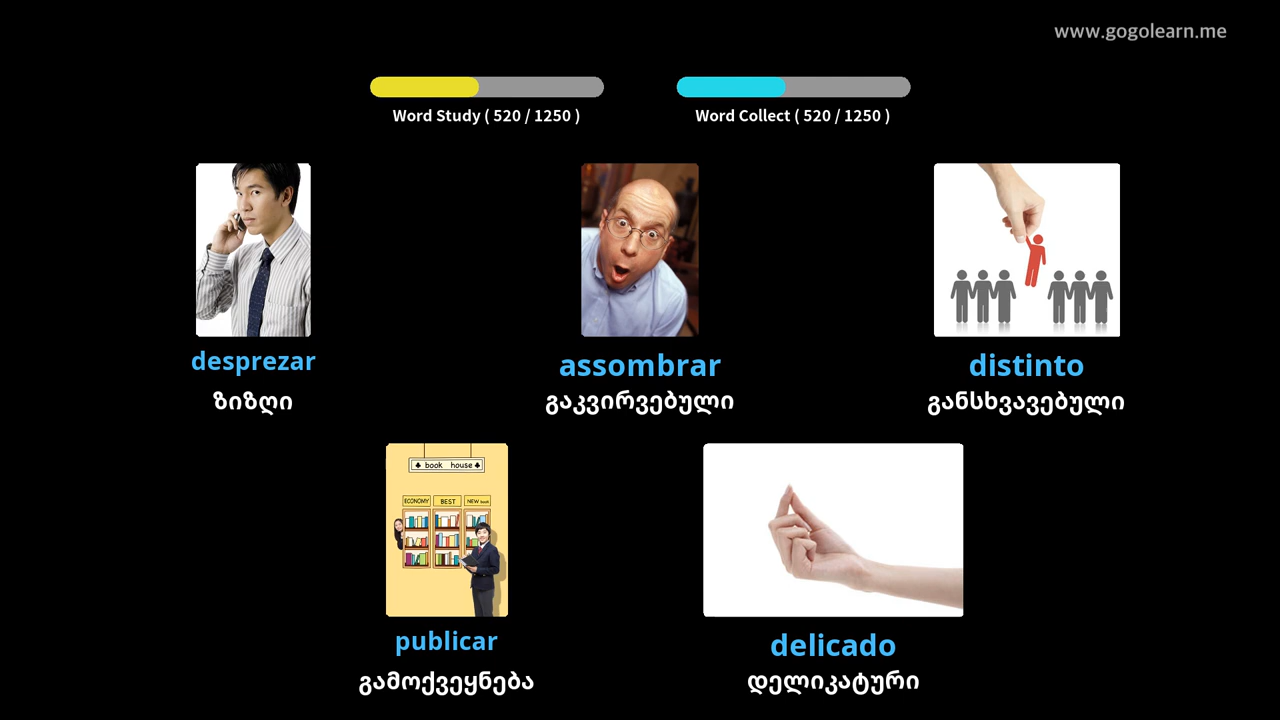 www.gogolearn.me
Word Study ( 520 / 1250 )
Word Collect ( 520 / 1250 )
desprezar
ზიზღი
assombrar
გაკვირვებული
distinto
განსხვავებული
♣ book house ♣
ECONOMY
BEST
NEW book
publicar
გამოქვეყნება
delicado
დელიკატური